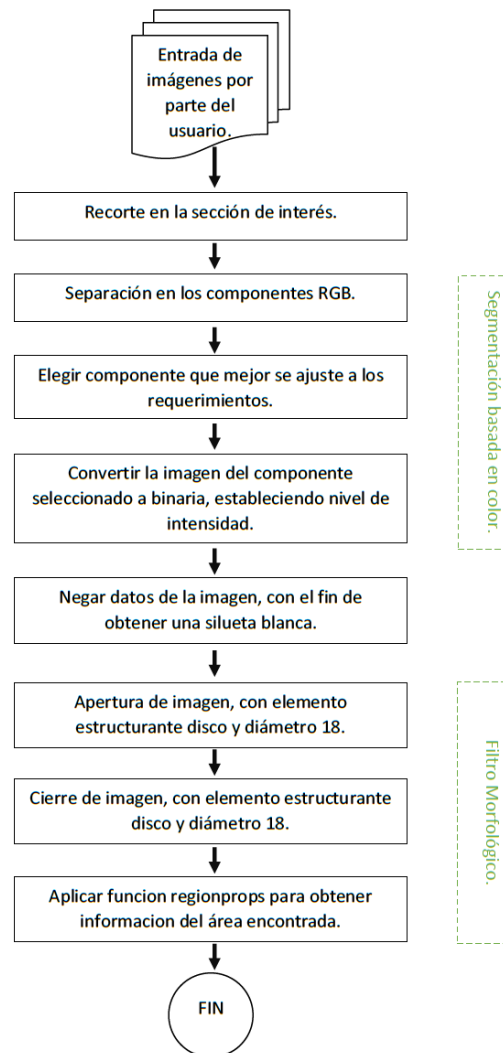 Entrada de
imágenes por
parte del
usuario.
Recorte en la sección de interés.
Separación en los componentes RGB.
Elegir componente que mejor se ajuste a los
requerimientos.
Convertir la imagen del componente
seleccionado a binaria, estableciendo nivel de
intensidad.
Segmentación basada en color.
Negar datos de la imagen, con el fin de
obtener una silueta blanca.
Apertura de imagen, con elemento
estructurante disco y diámetro 18.
Cierre de imagen, con elemento estructurante
disco y diámetro 18.
Aplicar funcion regionprops para obtener
informacion del área encontrada.
Filtro Morfológico.
FIN